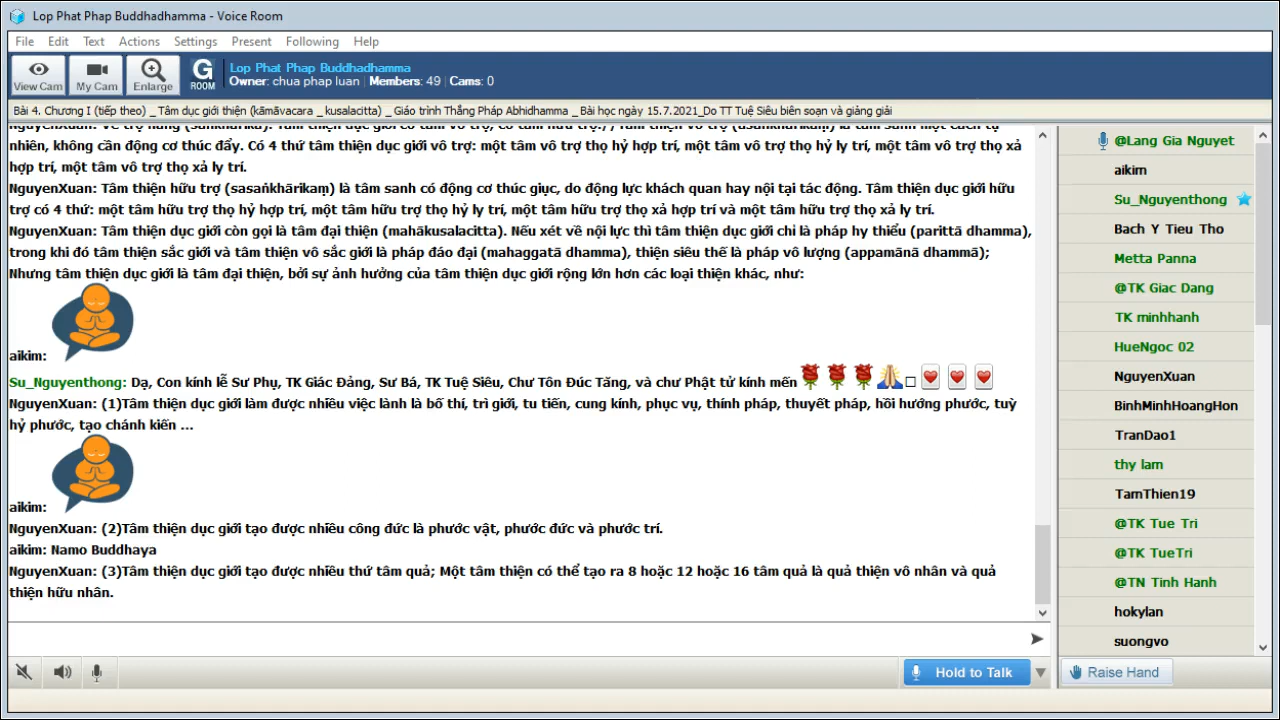 Lop Phat Phap Buddhadhamma - Voice Room
File Edit Text Actions Settings Present Following Help
View Cam My Cam Enlarge G ROOM
Lop Phat Phap Buddhadhamma
Owner: chua phap luan | Members: 49 | Cams: 0
Bài 4. Chương I (tiếp theo) _ Tâm dục giới thiện (kāmāvacara _ kusalacitta) _ Giáo trình Thắng Pháp Abhidhamma _ Bài học ngày 15.7.2021_Do TT Tuệ Siêu biên soạn và giảng giải
nhiên, không cần động cơ thúc đẩy. Có 4 thứ tâm thiện dục giới vô trợ: một tâm vô trợ thọ hỷ hợp trí, một tâm vô trợ thọ hỷ ly trí, một tâm vô trợ thọ xả
hợp trí, một tâm vô trợ thọ xả ly trí.
NguyenXuan: Tâm thiện hữu trợ (sasaṅkhārikaṃ) là tâm sanh có động cơ thúc giục, do động lực khách quan hay nội tại tác động. Tâm thiện dục giới hữu
trợ có 4 thứ: một tâm hữu trợ thọ hỷ hợp trí, một tâm hữu trợ thọ hỷ ly trí, một tâm hữu trợ thọ xả hợp trí và một tâm hữu trợ thọ xả ly trí.
NguyenXuan: Tâm thiện dục giới còn gọi là tâm đại thiện (mahākusalacitta). Nếu xét về nội lực thì tâm thiện dục giới chỉ là pháp hy thiểu (parittā dhamma),
trong khi đó tâm thiện sắc giới và tâm thiện vô sắc giới là pháp đáo đại (mahaggatā dhamma), thiện siêu thế là pháp vô lượng (appamānā dhammā);
Nhưng tâm thiện dục giới là tâm đại thiện, bởi sự ảnh hưởng của tâm thiện dục giới rộng lớn hơn các loại thiện khác, như:
aikim:
Su_Nguyenthong: Dạ, Con kính lễ Sư Phụ, TK Giác Đảng, Sư Bá, TK Tuệ Siêu, Chư Tôn Đúc Tăng, và chư Phật tử kính mến 🌹🌹🌹🙏□ ♥ ♥ ♥
NguyenXuan: (1)Tâm thiện dục giới làm được nhiều việc lành là bố thí, trì giới, tu tiến, cung kính, phục vụ, thính pháp, thuyết pháp, hồi hướng phước, tuỳ
hỷ phước, tạo chánh kiến ...
aikim:
NguyenXuan: (2)Tâm thiện dục giới tạo được nhiều công đức là phước vật, phước đức và phước trí.
aikim: Namo Buddhaya
NguyenXuan: (3)Tâm thiện dục giới tạo được nhiều thứ tâm quả; Một tâm thiện có thể tạo ra 8 hoặc 12 hoặc 16 tâm quả là quả thiện vô nhân và quả
thiện hữu nhân.
Hold to Talk
@Lang Gia Nguyet
aikim
Su_Nguyenthong
Bach Y Tieu Tho
Metta Panna
@TK Giac Dang
TK minhhanh
HueNgoc 02
NguyenXuan
BinhMinhHoangHon
TranDao1
thy lam
TamThien19
@TK Tue Tri
@TK TueTri
@TN Tinh Hanh
hokylan
suongvo
Raise Hand